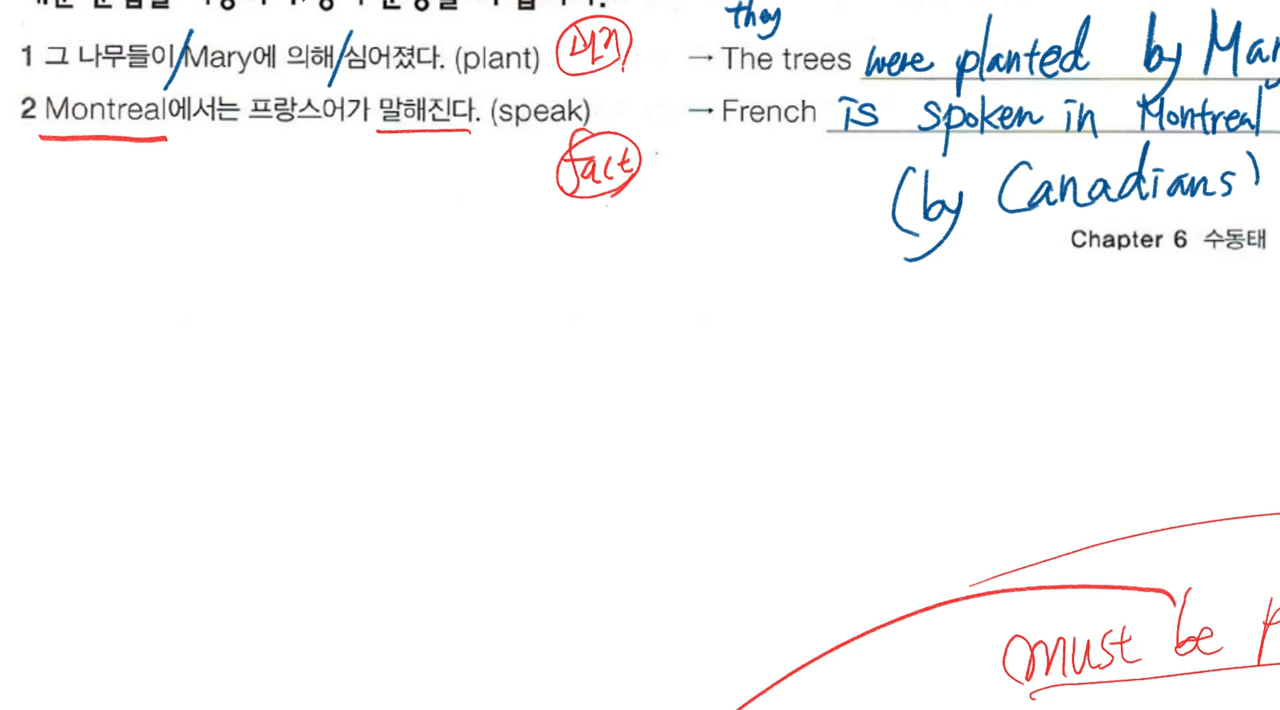 they
1 그 나무들이/Mary에 의해/심어졌다. (plant) 과거 → The trees were planted by Mar
2 Montreal에서는 프랑스어가 말해진다. (speak) → French is spoken in Montreal
fact
(by Canadians)
Chapter 6 수동태
must be